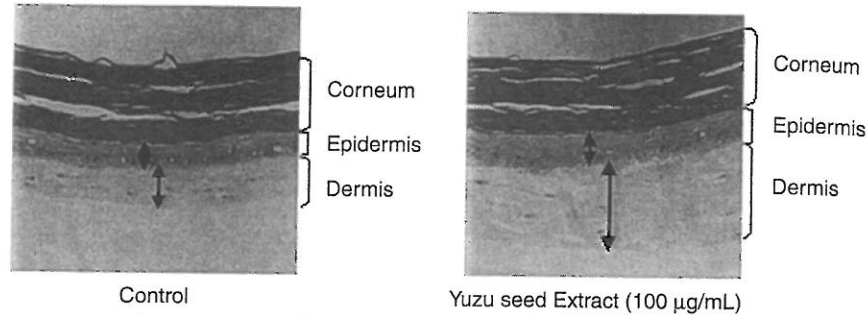 Corneum
Epidermis
Dermis
Control
Corneum
Epidermis
Dermis
Yuzu seed Extract (100 μg/mL)